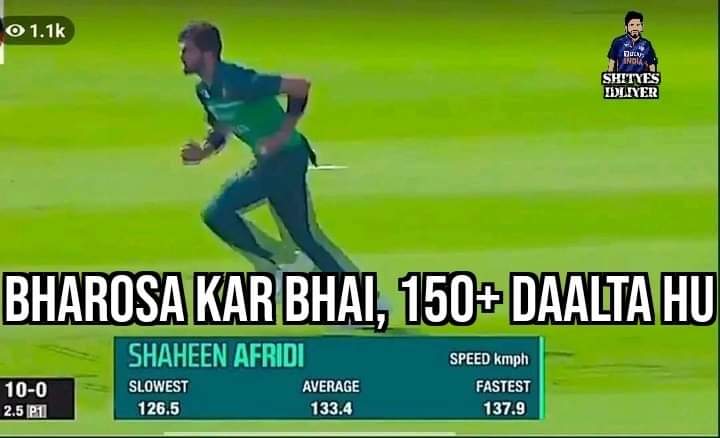 1.1k
INDIA
SHITYES
IDLIYER
BHAROSA KAR BHAI, 150+ DAALTA HU
SHAHEEN AFRIDI SPEED kmph
SLOWEST AVERAGE FASTEST
126.5 133.4 137.9
10-0
2.5 P1